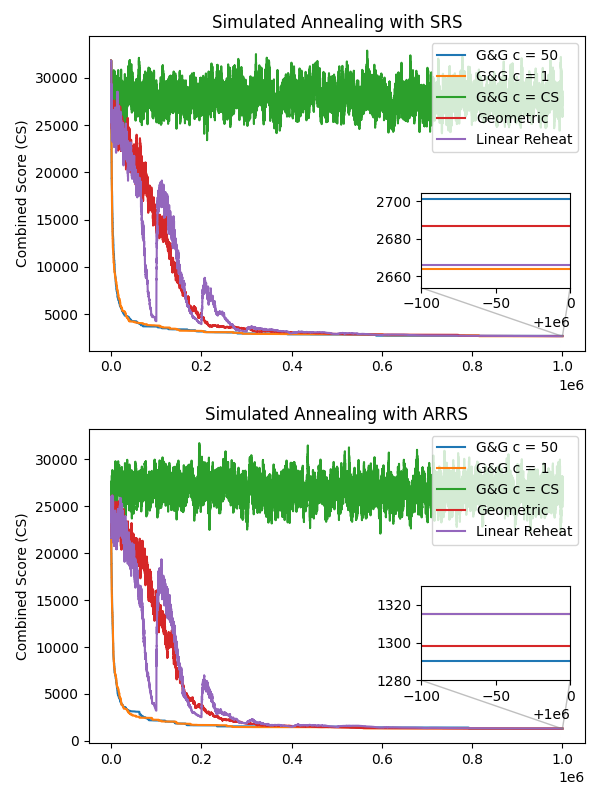 Simulated Annealing with SRS
Combined Score (CS)
30000
25000
20000
15000
10000
5000
0.0
0.2
0.4
0.6
0.8
1.0
1e6
G&G c = 50
G&G c = 1
G&G c = CS
Geometric
Linear Reheat
2700
2680
2660
−100
−50
0
+1e6
Simulated Annealing with ARRS
Combined Score (CS)
30000
25000
20000
15000
10000
5000
0
0.0
0.2
0.4
0.6
0.8
1.0
1e6
G&G c = 50
G&G c = 1
G&G c = CS
Geometric
Linear Reheat
1320
1300
1280
−100
−50
0
+1e6